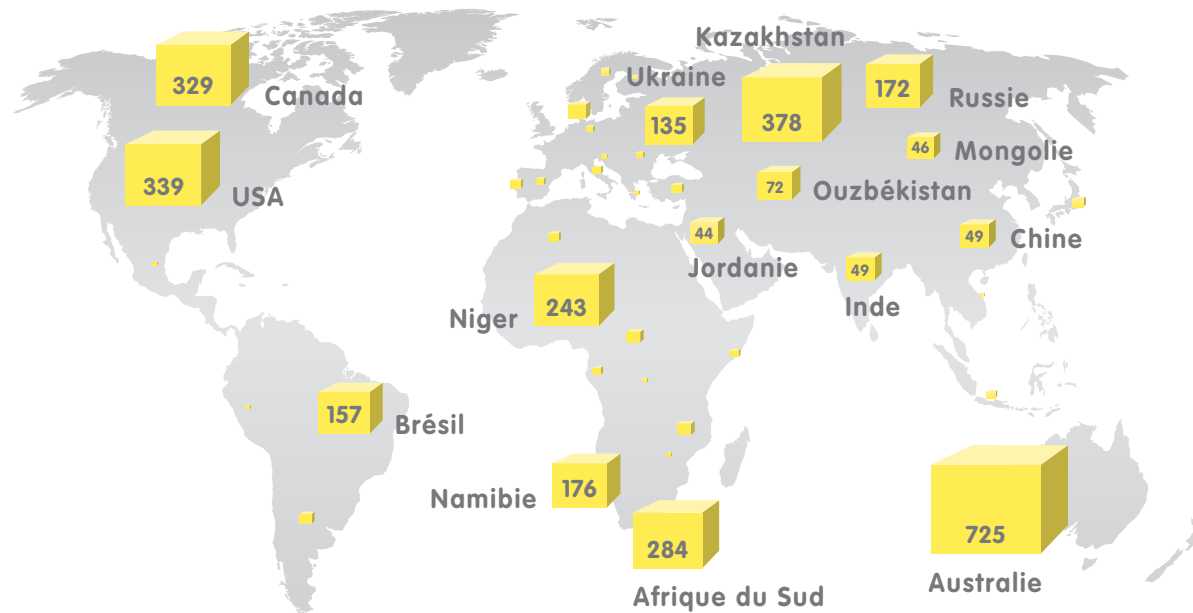 329
Canada
339
USA
Kazakhstan
378
Ukraine
135
172
Russie
46
Mongolie
72
Ouzbékistan
44
Jordanie
49
Chine
49
Inde
243
Niger
157
Brésil
176
Namibie
284
Afrique du Sud
725
Australie